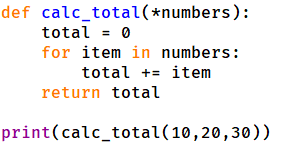 def calc_total(*numbers):
    total = 0
    for item in numbers:
        total += item
    return total

print(calc_total(10,20,30))